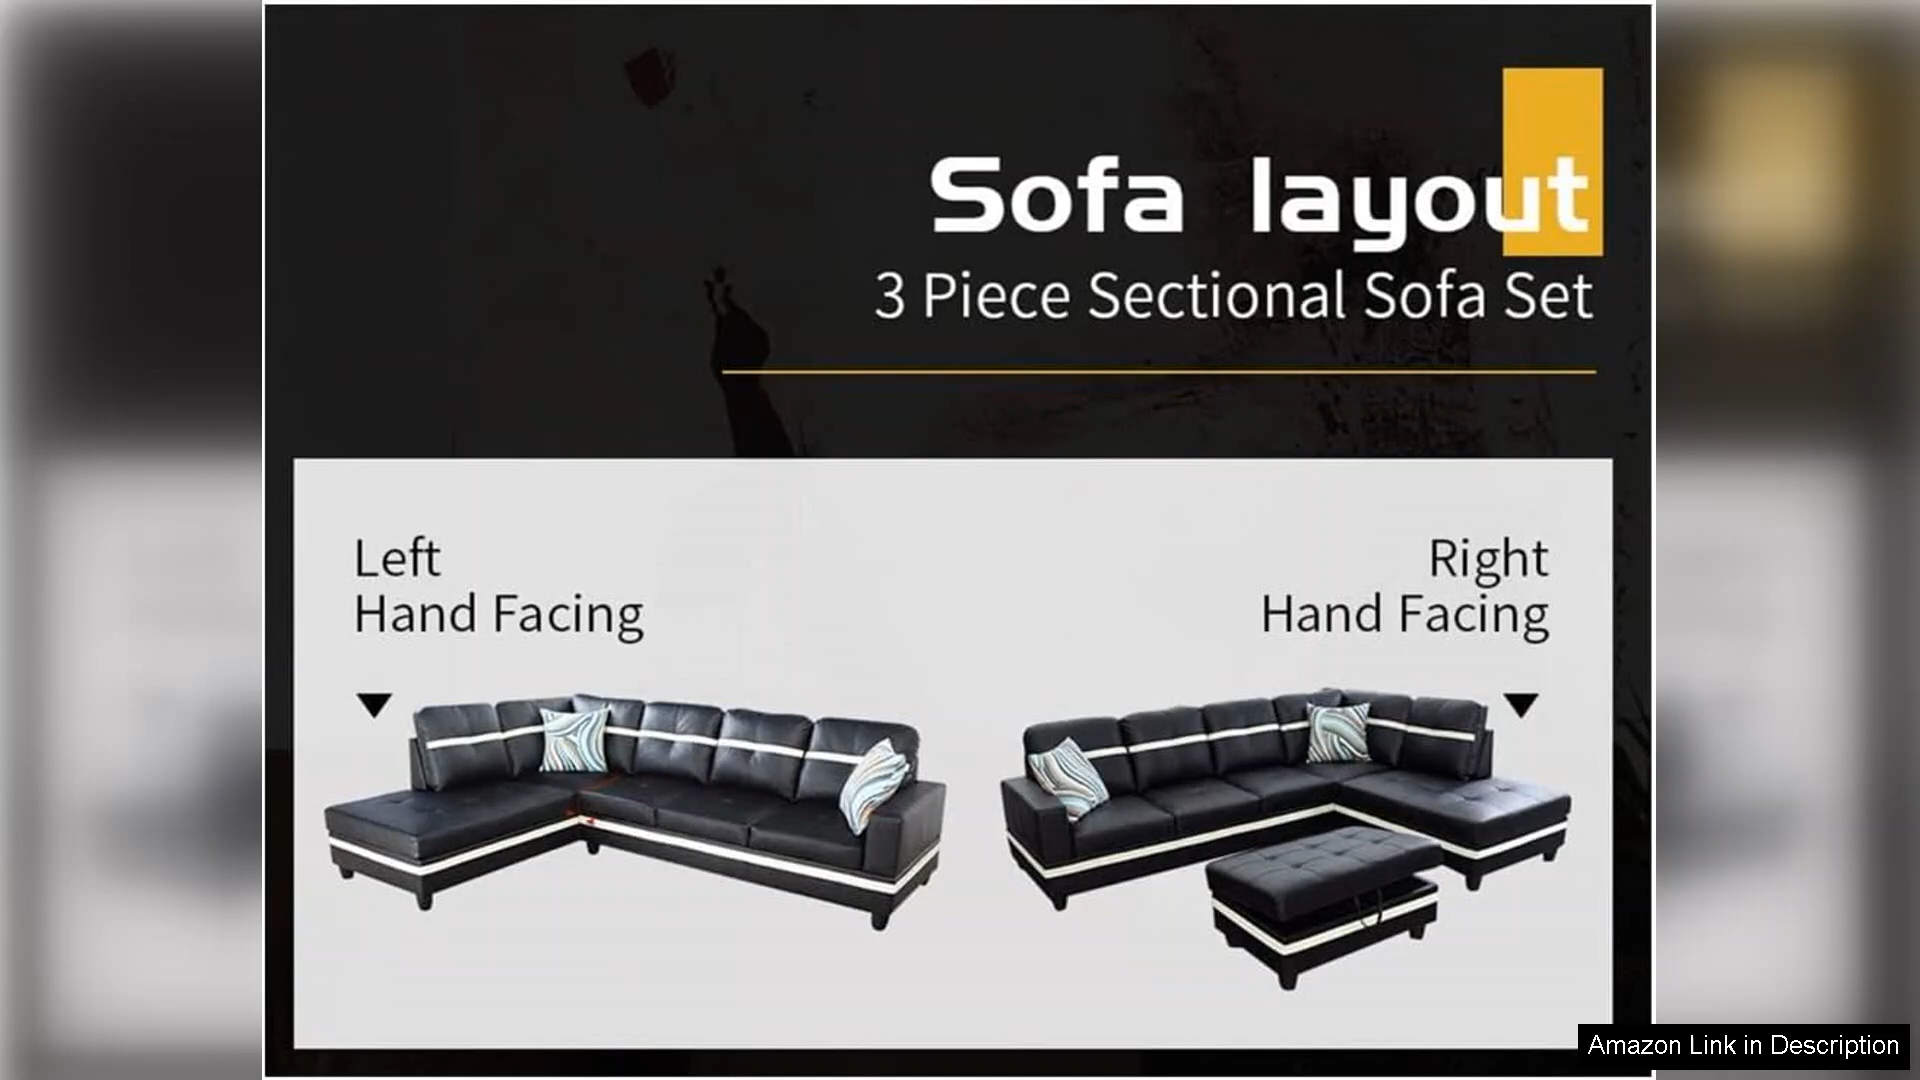 Sofa layout
3 Piece Sectional Sofa Set
Left
Hand Facing
Right
Hand Facing
Amazon Link in Description